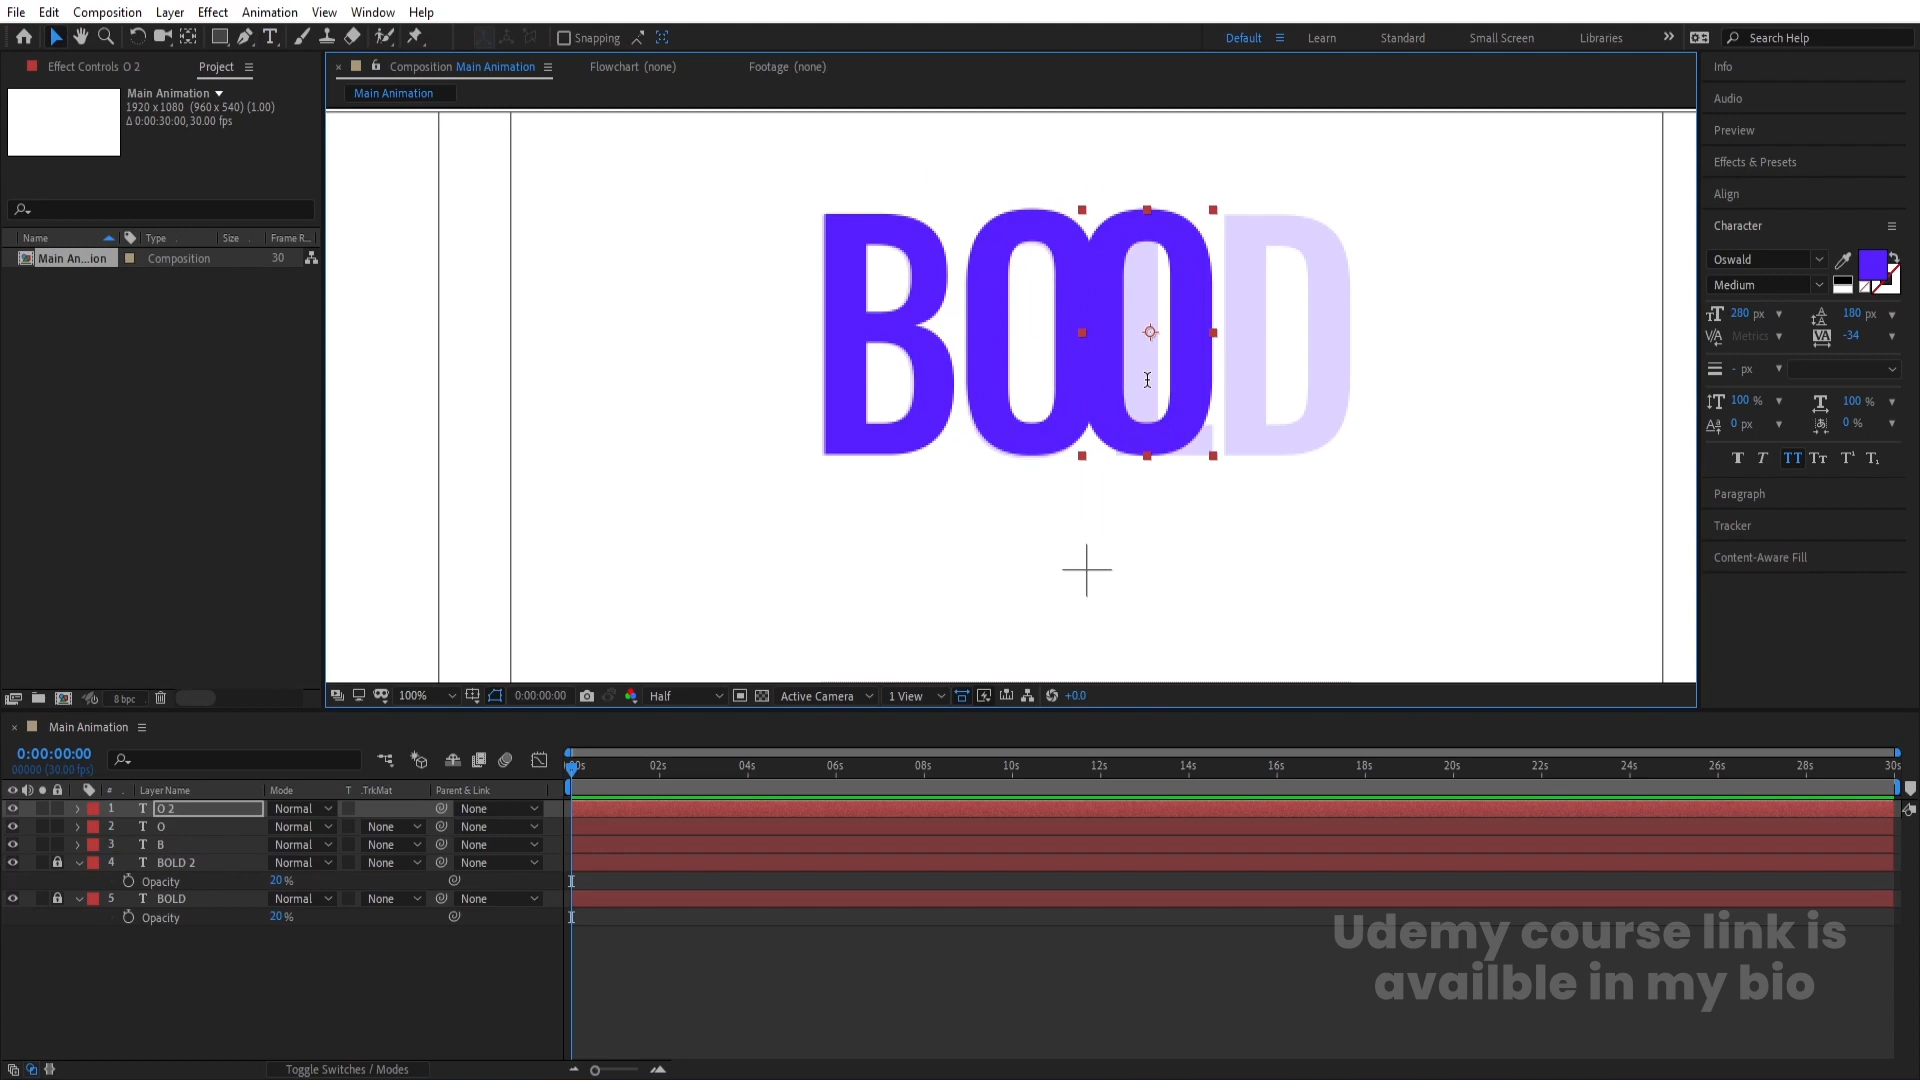 File Edit Composition Layer Effect Animation View Window Help
Snapping
Default Learn Standard Small Screen Libraries Search Help
Effect Controls O 2 Project
Main Animation
1920 x 1080 (960 x 540) (1.00)
Δ 0:00:30:00, 30.00 fps
Name Type Size Frame R...
Main An...ion Composition 30
8 bpc
Composition Main Animation Flowchart (none) Footage (none)
Main Animation
BOOLD
100% 0:00:00:00 Half Active Camera 1 View +0.0
Info
Audio
Preview
Effects & Presets
Align
Character
Oswald
Medium
280 px 180 px
Metrics -34
- px
100 % 100 %
0 px 0 %
T T TT Tт T¹ T₁
Paragraph
Tracker
Content-Aware Fill
Main Animation
0:00:00:00
00000 (30.00 fps)
:00s 02s 04s 06s 08s 10s 12s 14s 16s 18s 20s 22s 24s 26s 28s 30s
# Layer Name Mode T .TrkMat Parent & Link
1 T O 2 Normal None
2 T O Normal None None
3 T B Normal None None
4 T BOLD 2 Normal None None
Opacity 20 %
5 T BOLD Normal None None
Opacity 20 %
Udemy course link is
availble in my bio
Toggle Switches / Modes